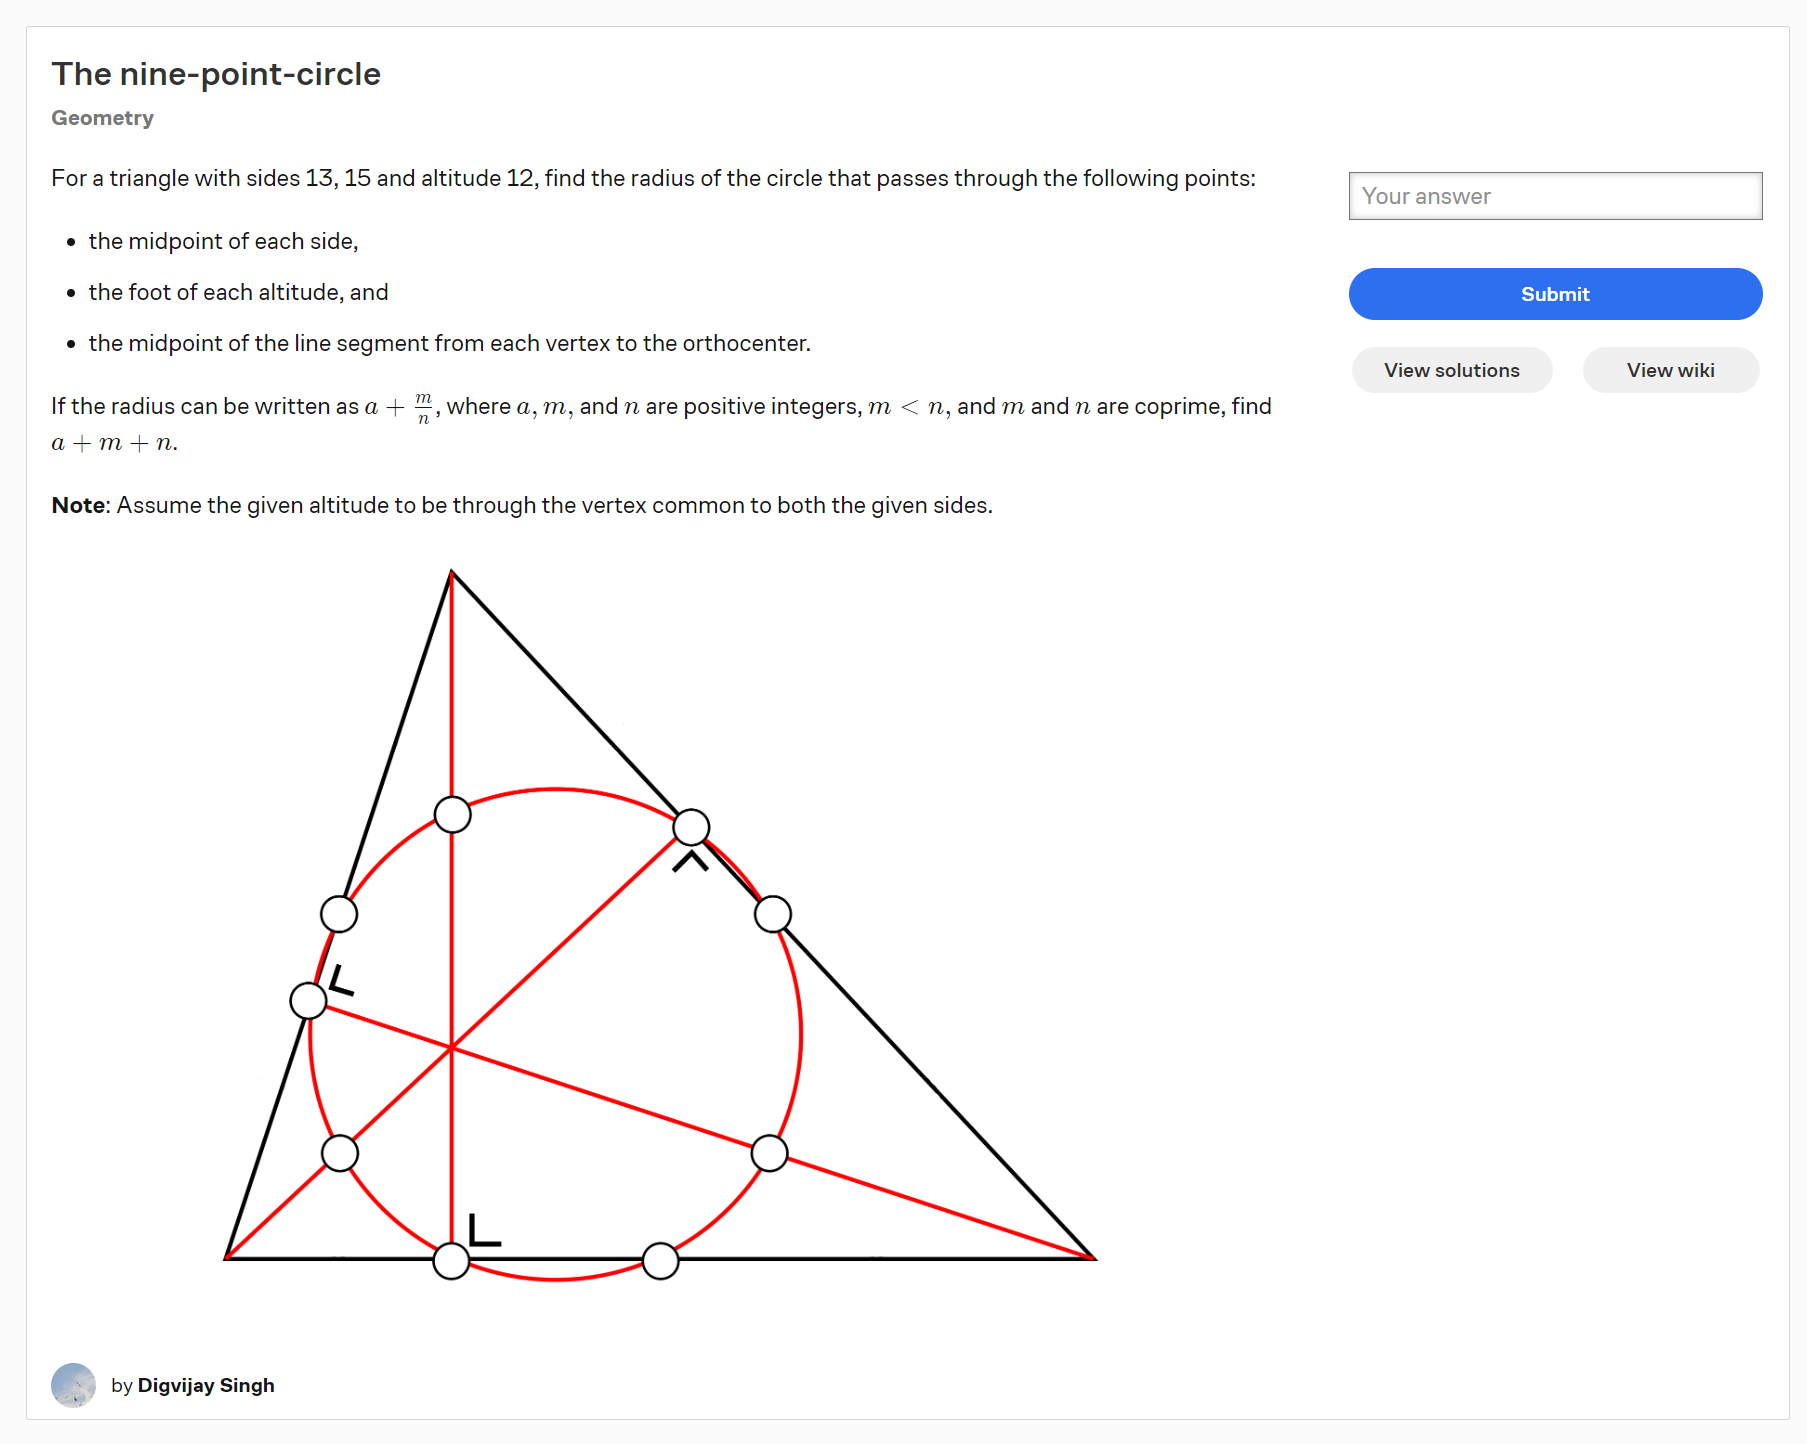 The nine-point-circle
Geometry
For a triangle with sides 13, 15 and altitude 12, find the radius of the circle that passes through the following points:
• the midpoint of each side,
• the foot of each altitude, and
• the midpoint of the line segment from each vertex to the orthocenter.
If the radius can be written as a + m/n, where a, m, and n are positive integers, m < n, and m and n are coprime, find
a + m + n.
Note: Assume the given altitude to be through the vertex common to both the given sides.
Your answer
Submit
View solutions View wiki
by Digvijay Singh